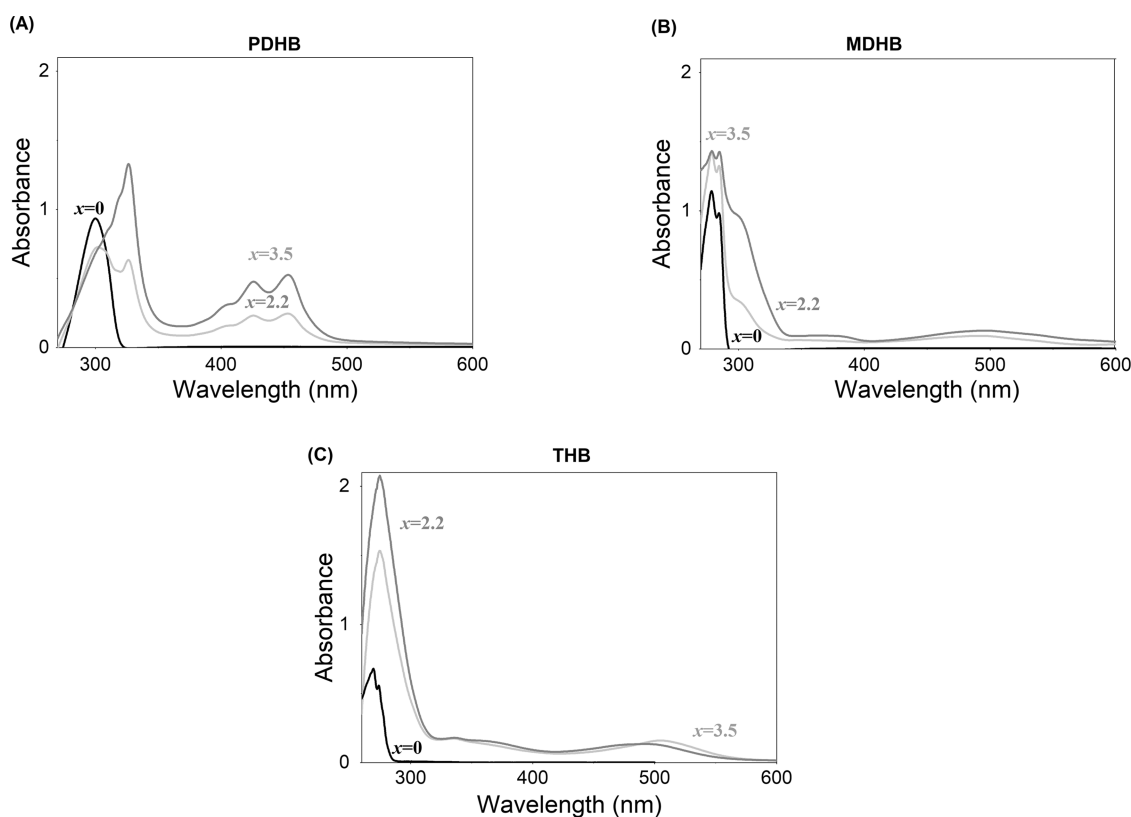 (A)
PDHB
2
1
0
Absorbance
x=0
x=3.5
x=2.2
300
400
500
600
Wavelength (nm)
(B)
MDHB
2
1
0
Absorbance
x=3.5
x=2.2
x=0
300
400
500
600
Wavelength (nm)
(C)
THB
2
1
0
Absorbance
x=2.2
x=0
x=3.5
300
400
500
600
Wavelength (nm)